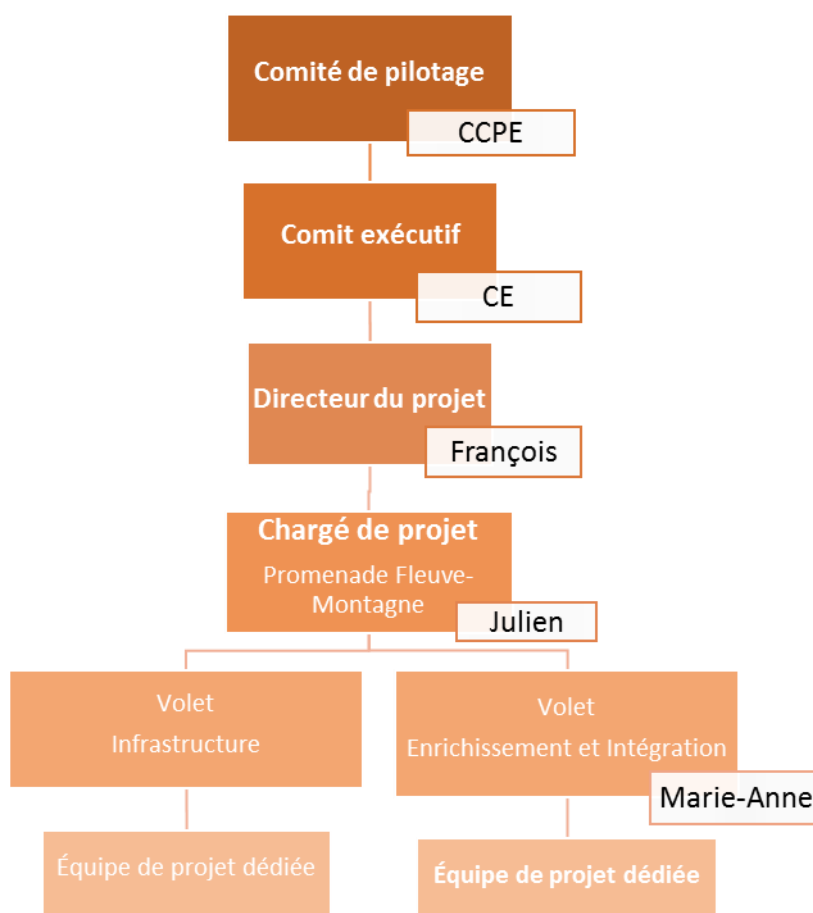 Comité de pilotage
CCPE
Comit exécutif
CE
Directeur du projet
François
Chargé de projet
Promenade Fleuve-
Montagne
Julien
Volet
Infrastructure
Volet
Enrichissement et Intégration
Marie-Anne
Équipe de projet dédiée
Équipe de projet dédiée